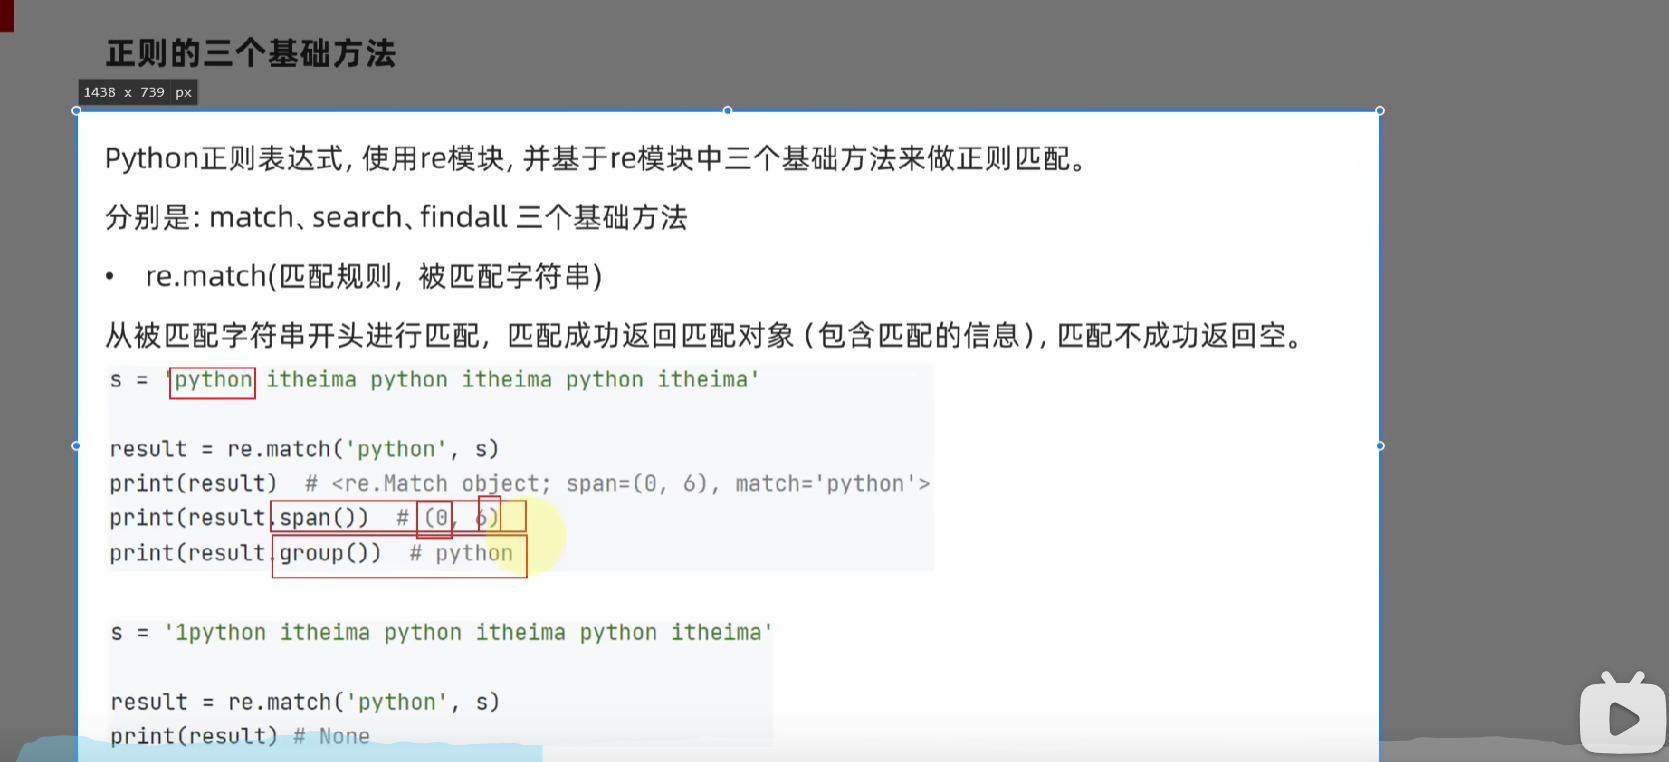 正则的三个基础方法
1438 x 739 px
Python正则表达式, 使用re模块, 并基于re模块中三个基础方法来做正则匹配。
分别是: match、search、findall 三个基础方法
• re.match(匹配规则, 被匹配字符串)
从被匹配字符串开头进行匹配, 匹配成功返回匹配对象 (包含匹配的信息), 匹配不成功返回空。
s = 'python itheima python itheima python itheima'
result = re.match('python', s)
print(result) # <re.Match object; span=(0, 6), match='python'>
print(result.span()) # (0, 6)
print(result.group()) # python
s = '1python itheima python itheima python itheima'
result = re.match('python', s)
print(result) # None